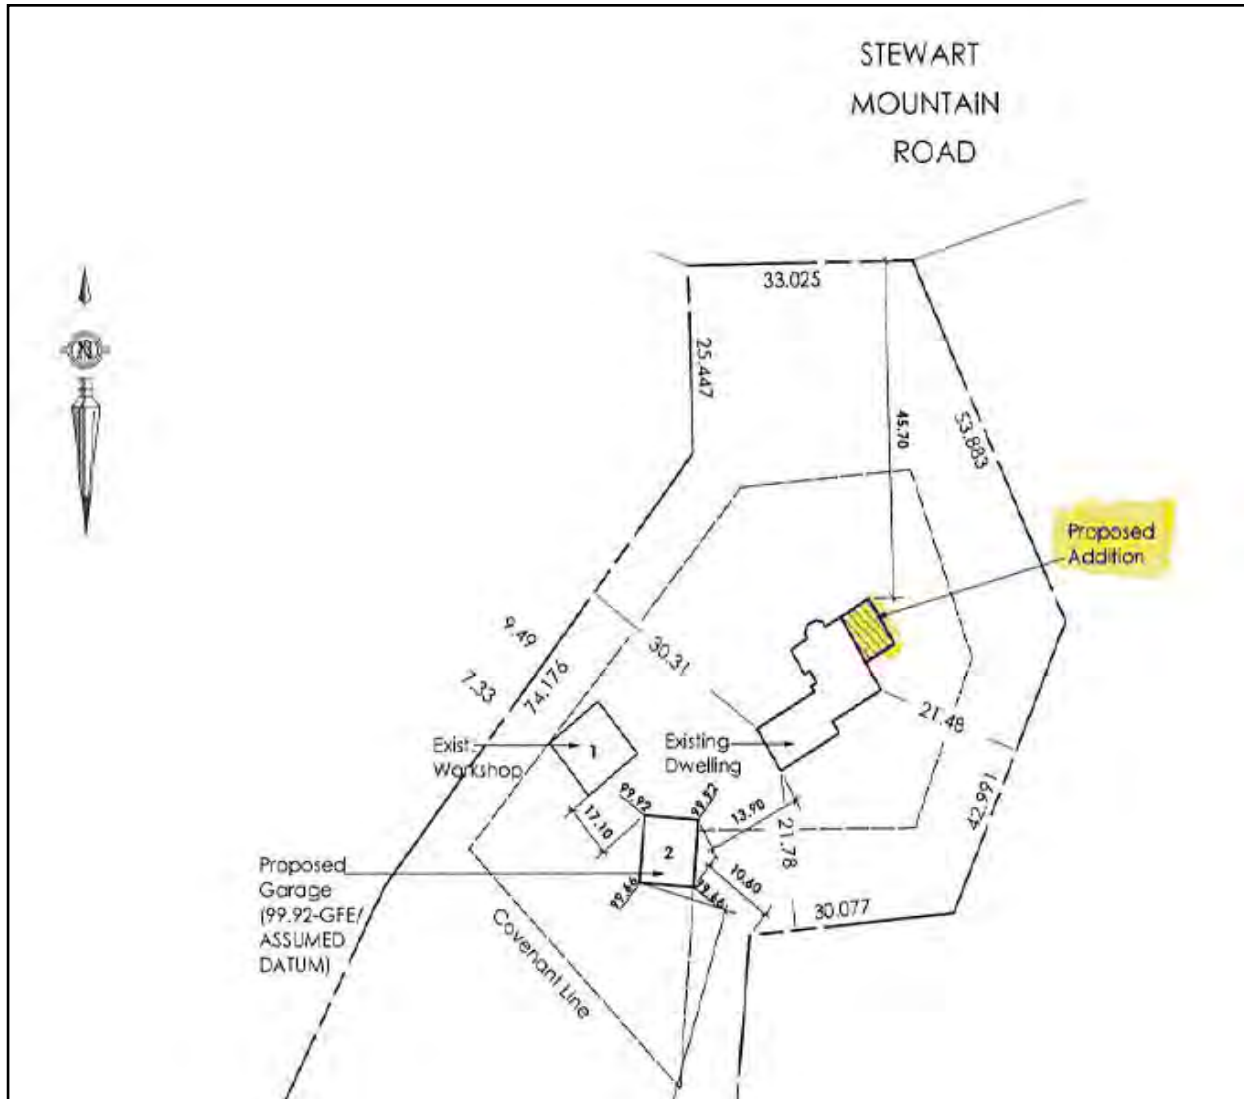 STEWART
MOUNTAIN
ROAD
33.025
25.447
45.70
53.883
N
Proposed
Addition
9.49
30.31
7.33
74.176
21.48
Exist.
Workshop
1
Existing
Dwelling
99.92
99.92
13.90
17.10
42.991
21.78
2
Proposed
Garage
(99.92-GFE/
ASSUMED
DATUM)
99.66
99.66
10.60
30.077
Covenant Line